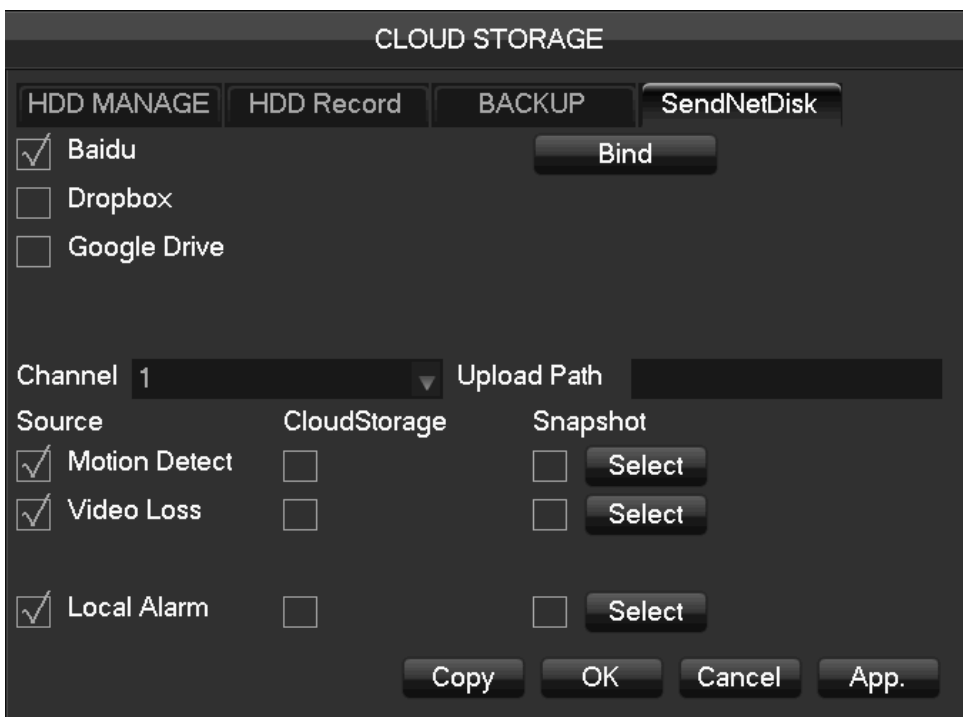 CLOUD STORAGE
HDD MANAGE HDD Record BACKUP SendNetDisk
Baidu Bind
Dropbox
Google Drive
Channel 1 Upload Path
Source CloudStorage Snapshot
Motion Detect Select
Video Loss Select
Local Alarm Select
Copy OK Cancel App.